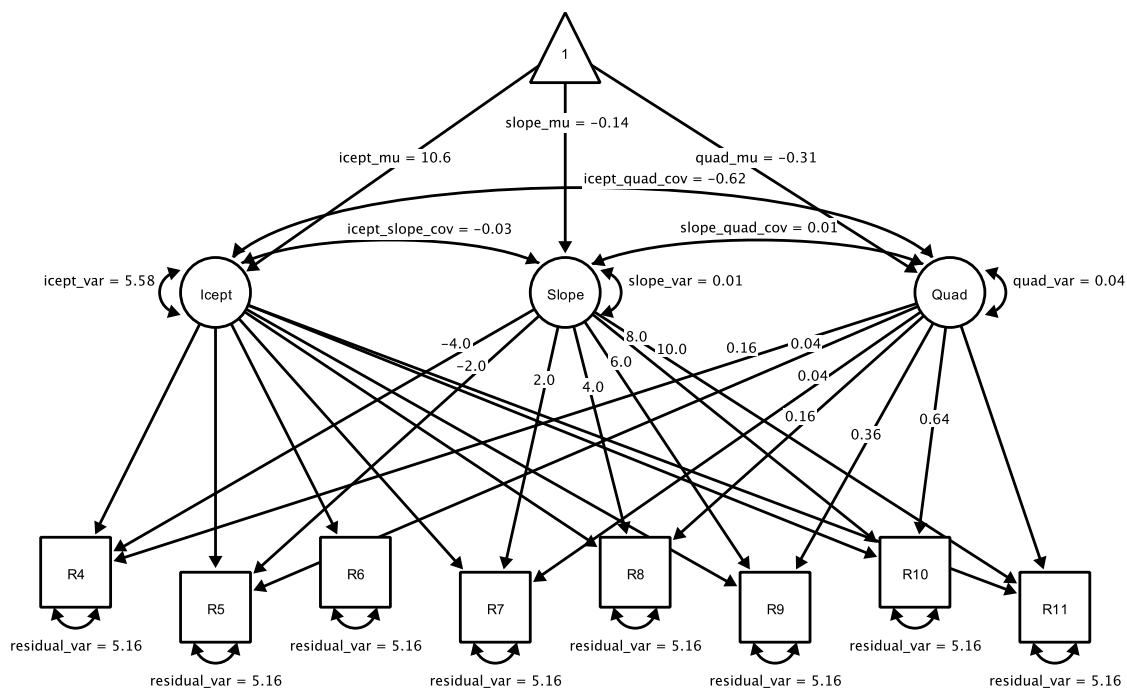 1
slope_mu = −0.14
icept_mu = 10.6
quad_mu = −0.31
icept_quad_cov = −0.62
icept_slope_cov = −0.03
slope_quad_cov = 0.01
icept_var = 5.58
Icept
Slope
slope_var = 0.01
Quad
quad_var = 0.04
−4.0
−2.0
2.0
4.0
6.0
8.0
10.0
0.16
0.04
0.04
0.16
0.36
0.64
R4
R5
R6
R7
R8
R9
R10
R11
residual_var = 5.16
residual_var = 5.16
residual_var = 5.16
residual_var = 5.16
residual_var = 5.16
residual_var = 5.16
residual_var = 5.16
residual_var = 5.16